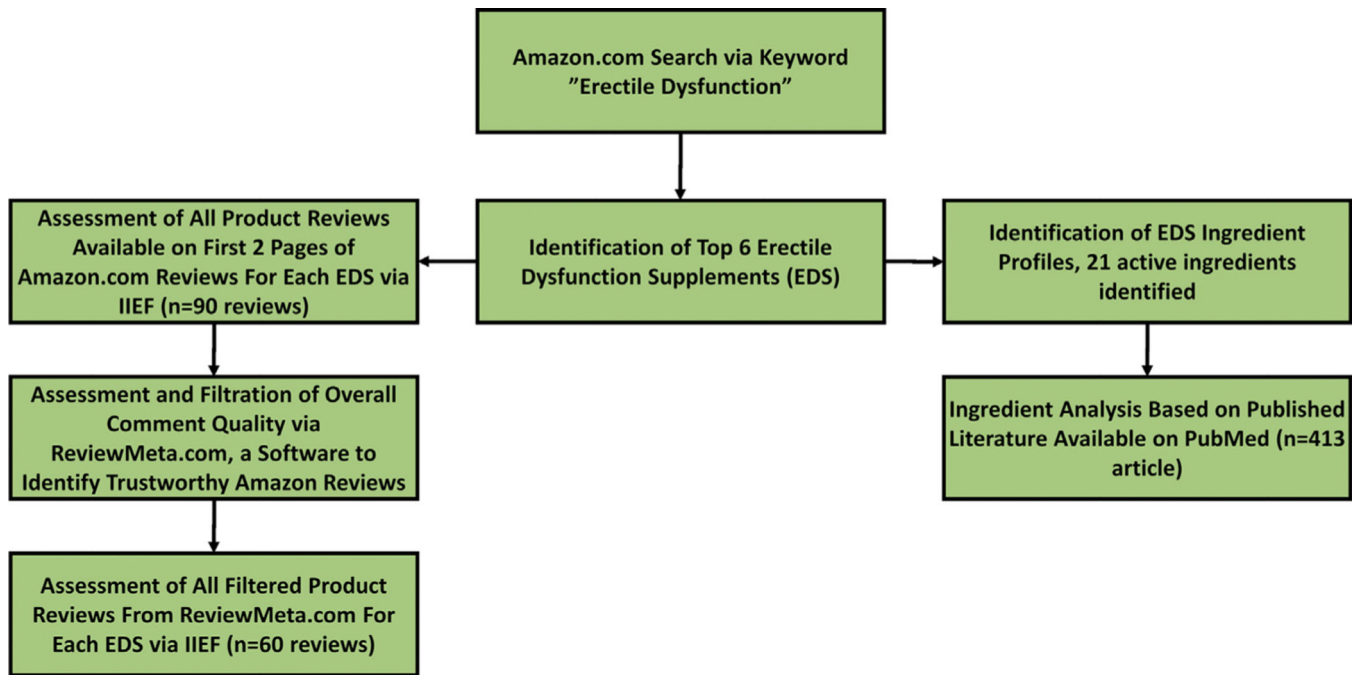 Amazon.com Search via Keyword
”Erectile Dysfunction”
Identification of Top 6 Erectile
Dysfunction Supplements (EDS)
Assessment of All Product Reviews
Available on First 2 Pages of
Amazon.com Reviews For Each EDS via
IIEF (n=90 reviews)
Assessment and Filtration of Overall
Comment Quality via
ReviewMeta.com, a Software to
Identify Trustworthy Amazon Reviews
Assessment of All Filtered Product
Reviews From ReviewMeta.com For
Each EDS via IIEF (n=60 reviews)
Identification of EDS Ingredient
Profiles, 21 active ingredients
identified
Ingredient Analysis Based on Published
Literature Available on PubMed (n=413
article)